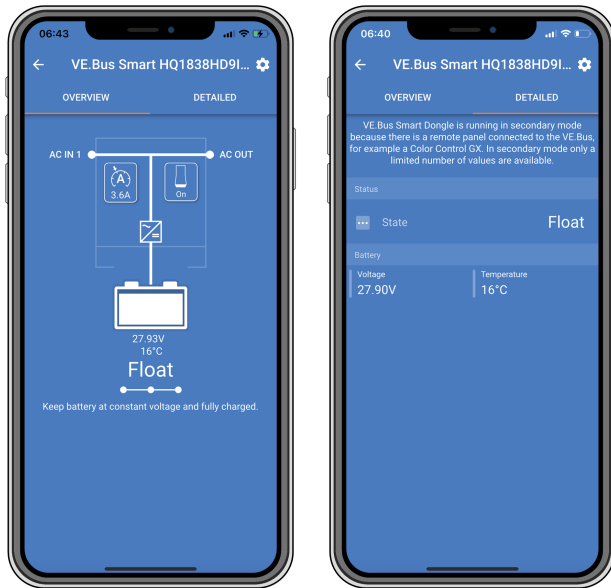 06:43
VE.Bus Smart HQ1838HD9I...
OVERVIEW
DETAILED
AC IN 1
AC OUT
A
3.6A
On
27.93V
16°C
Float
Keep battery at constant voltage and fully charged.
06:40
VE.Bus Smart HQ1838HD9I...
OVERVIEW
DETAILED
VE.Bus Smart Dongle is running in secondary mode
because there is a remote panel connected to the VE.Bus,
for example a Color Control GX. In secondary mode only a
limited number of values are available.
Status
State
Float
Battery
Voltage
Temperature
27.90V
16°C